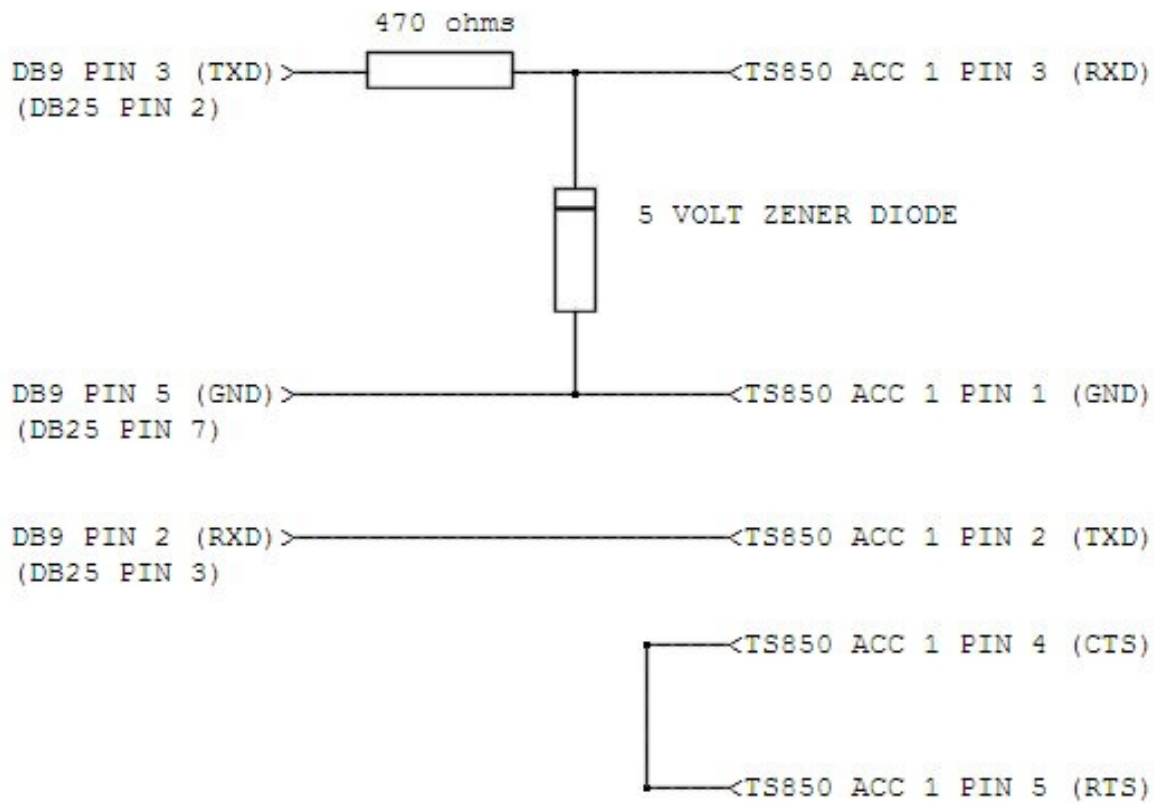 470 ohms
DB9 PIN 3 (TXD)
TS850 ACC 1 PIN 3 (RXD)
(DB25 PIN 2)
5 VOLT ZENER DIODE
DB9 PIN 5 (GND)
TS850 ACC 1 PIN 1 (GND)
(DB25 PIN 7)
DB9 PIN 2 (RXD)
TS850 ACC 1 PIN 2 (TXD)
(DB25 PIN 3)
TS850 ACC 1 PIN 4 (CTS)
TS850 ACC 1 PIN 5 (RTS)